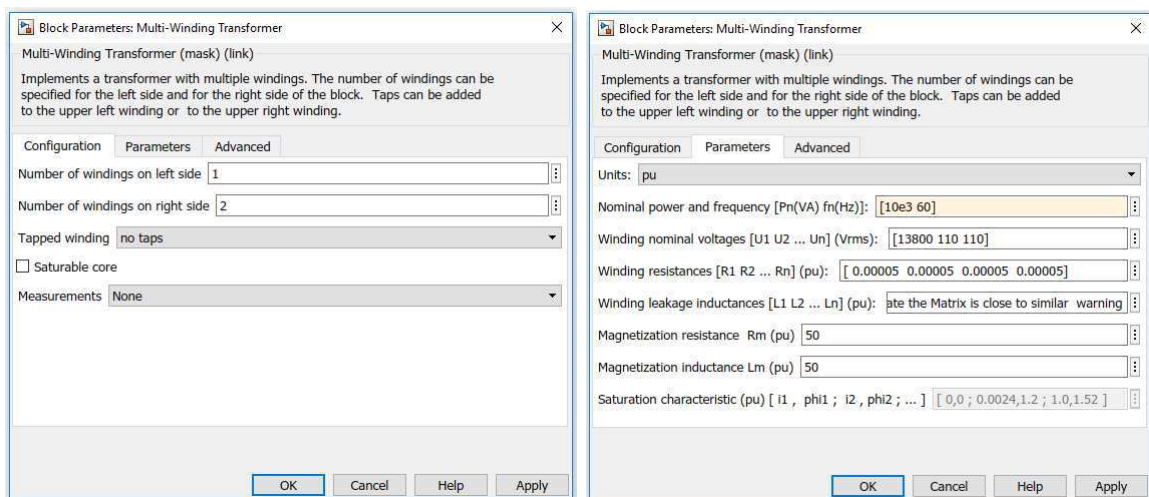 Block Parameters: Multi-Winding Transformer
Multi-Winding Transformer (mask) (link)
Implements a transformer with multiple windings. The number of windings can be
specified for the left side and for the right side of the block. Taps can be added
to the upper left winding or to the upper right winding.
Configuration Parameters Advanced
Number of windings on left side 1
Number of windings on right side 2
Tapped winding no taps
Saturable core
Measurements None
OK Cancel Help Apply
Block Parameters: Multi-Winding Transformer
Multi-Winding Transformer (mask) (link)
Implements a transformer with multiple windings. The number of windings can be
specified for the left side and for the right side of the block. Taps can be added
to the upper left winding or to the upper right winding.
Configuration Parameters Advanced
Units: pu
Nominal power and frequency [Pn(VA) fn(Hz)]: [10e3 60]
Winding nominal voltages [U1 U2 ... Un] (Vrms): [13800 110 110]
Winding resistances [R1 R2 ... Rn] (pu): [ 0.00005 0.00005 0.00005 0.00005]
Winding leakage inductances [L1 L2 ... Ln] (pu): ate the Matrix is close to similar warning
Magnetization resistance Rm (pu) 50
Magnetization inductance Lm (pu) 50
Saturation characteristic (pu) [ i1 , phi1 ; i2 , phi2 ; ... ] [ 0,0 ; 0.0024,1.2 ; 1.0,1.52 ]
OK Cancel Help Apply